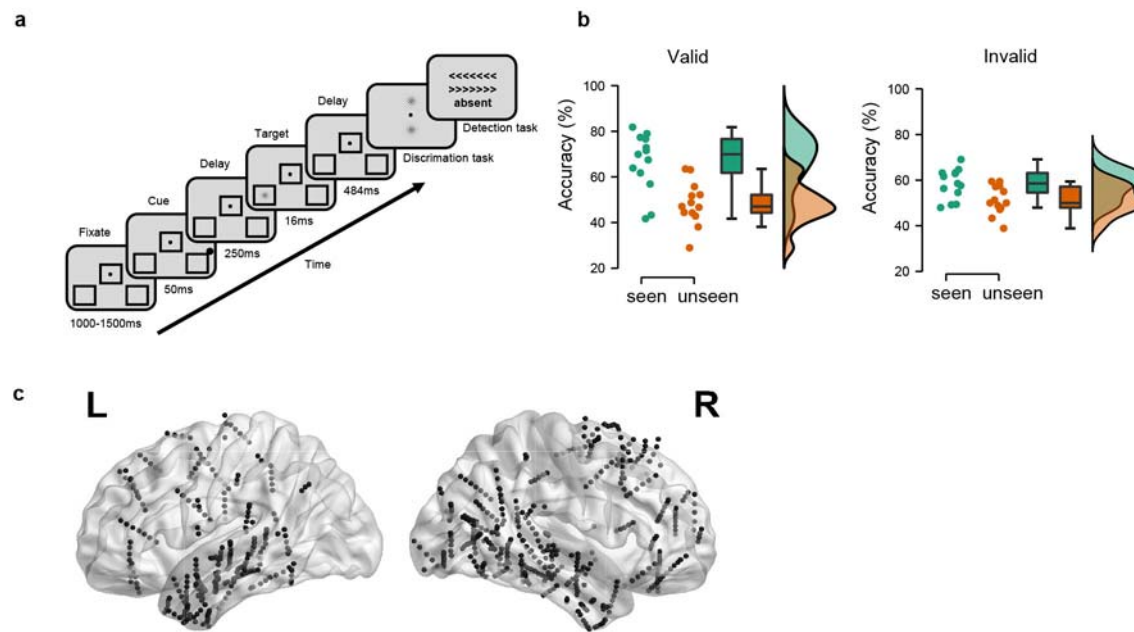 a
Fixate
1000-1500ms
Cue
50ms
Delay
250ms
Target
16ms
Delay
484ms
Discrimation task
<<<<<<<
>>>>>>>
absent
Detection task
Time
b
Valid
Accuracy (%)
100
80
60
40
20
seen unseen
Invalid
Accuracy (%)
100
80
60
40
20
seen unseen
c
L
R